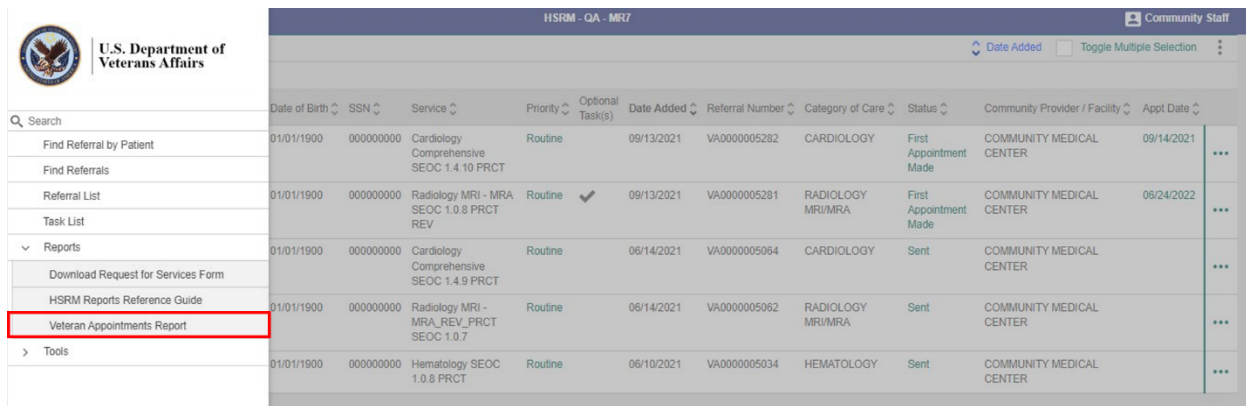 HSRM - QA - MR7
Community Staff
U.S. Department of
Veterans Affairs
Date Added
Toggle Multiple Selection
Search
Find Referral by Patient
Find Referrals
Referral List
Task List
Reports
Download Request for Services Form
HSRM Reports Reference Guide
Veteran Appointments Report
Tools
Date of Birth SSN Service Priority Optional Task(s) Date Added Referral Number Category of Care Status Community Provider / Facility Appt Date
01/01/1900 000000000 Cardiology Routine 09/13/2021 VA0000005282 CARDIOLOGY First COMMUNITY MEDICAL 09/14/2021
Comprehensive Appointment CENTER
SEOC 1.4.10 PRCT Made
01/01/1900 000000000 Radiology MRI - MRA Routine 09/13/2021 VA0000005281 RADIOLOGY First COMMUNITY MEDICAL 06/24/2022
SEOC 1.0.8 PRCT MRI/MRA Appointment CENTER
REV Made
01/01/1900 000000000 Cardiology Routine 06/14/2021 VA0000005064 CARDIOLOGY Sent COMMUNITY MEDICAL
Comprehensive CENTER
SEOC 1.4.9 PRCT
01/01/1900 000000000 Radiology MRI - Routine 06/14/2021 VA0000005062 RADIOLOGY Sent COMMUNITY MEDICAL
MRA_REV_PRCT MRI/MRA CENTER
SEOC 1.0.7
01/01/1900 000000000 Hematology SEOC Routine 06/10/2021 VA0000005034 HEMATOLOGY Sent COMMUNITY MEDICAL
1.0.8 PRCT CENTER